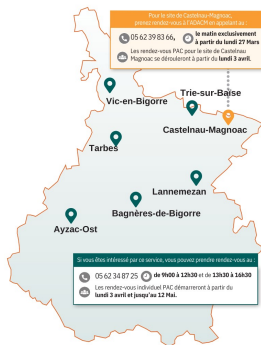 Pour le site de Castelnau-Magnoac,
prenez rendez-vous à l'ADACM en appelant au :
05 62 39 83 66,
le matin exclusivement
à partir du lundi 27 Mars
Les rendez-vous PAC pour le site de Castelnau
Magnoac se dérouleront à partir du lundi 3 avril.
Vic-en-Bigorre
Trie-sur-Baïse
Castelnau-Magnoac
Tarbes
Lannemezan
Bagnères-de-Bigorre
Ayzac-Ost
Si vous êtes intéressé par ce service, vous pouvez prendre rendez-vous au :
05 62 34 87 25
de 9h00 à 12h30 et de 13h30 à 16h30
Les rendez-vous individuel PAC démarreront à partir du
lundi 3 avril et jusqu'au 12 Mai.